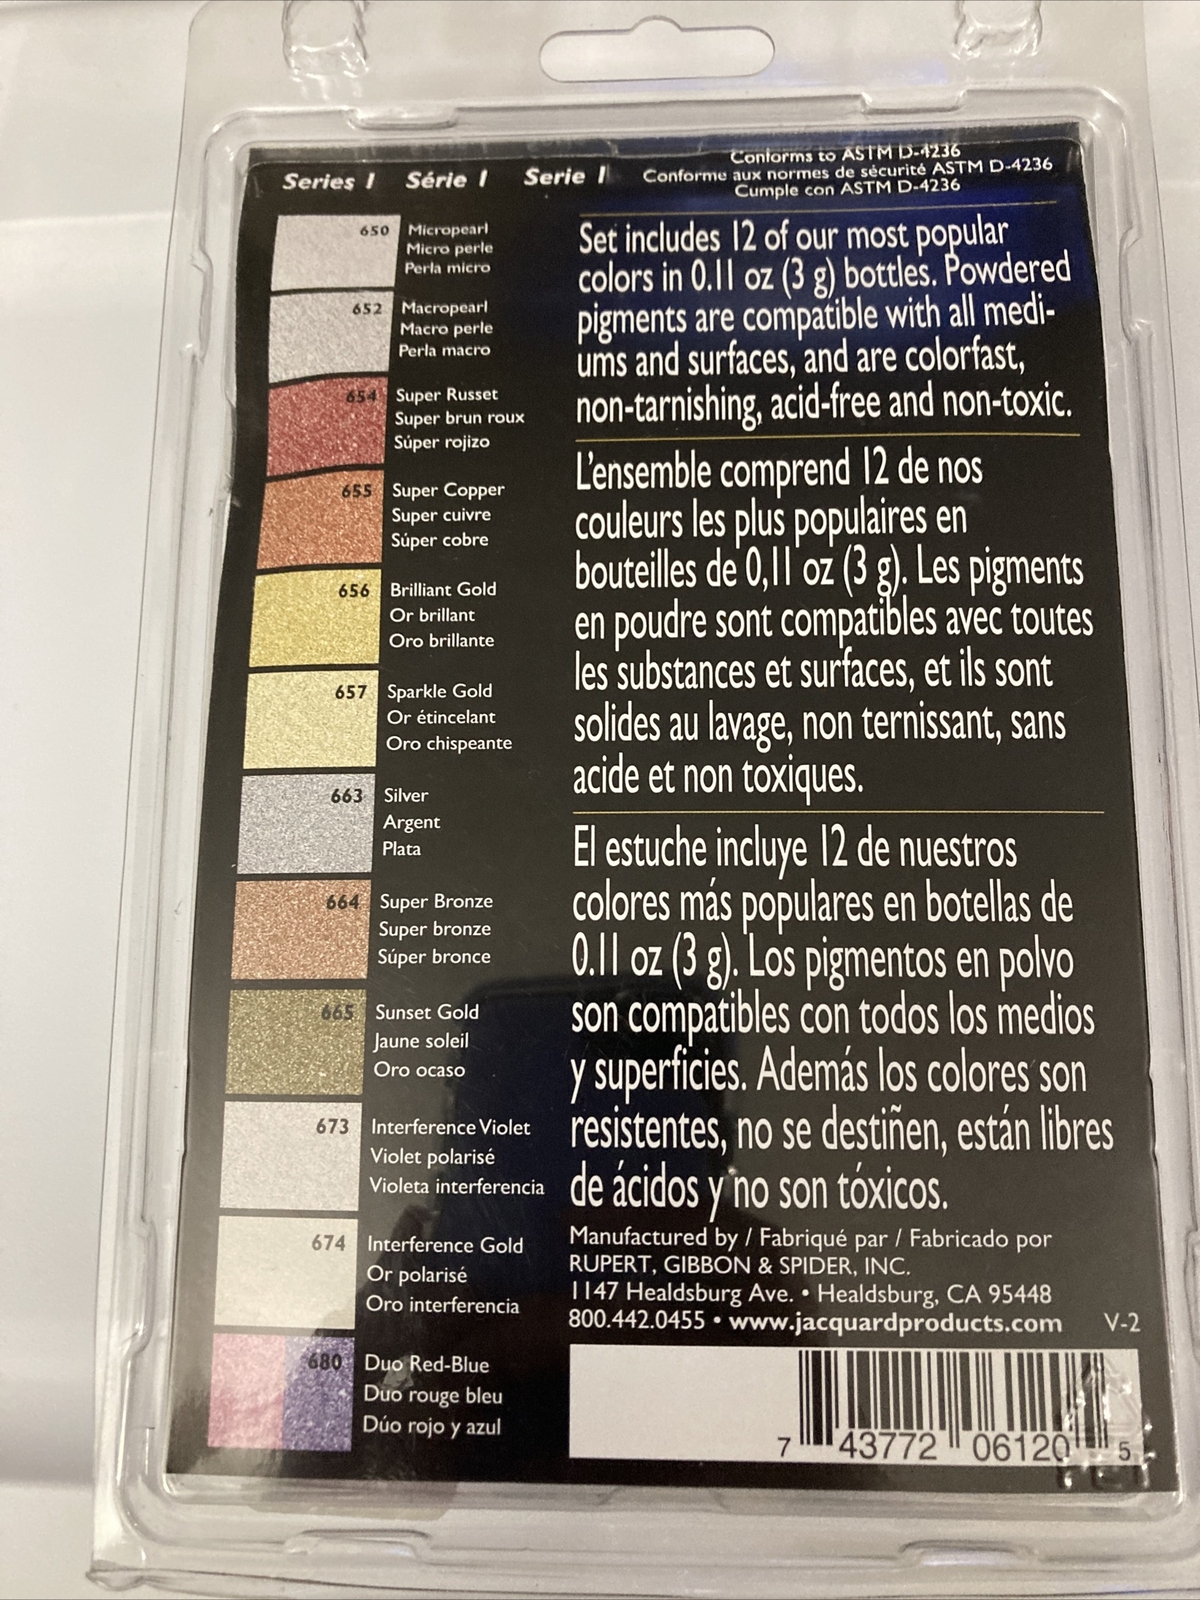 Series I Série I Serie I
Conforms to ASTM D-4236
Conforme aux normes de sécurité ASTM D-4236
Cumple con ASTM D-4236
650 Micropearl
Micro perle
Perla micro
652 Macropearl
Macro perle
Perla macro
654 Super Russet
Super brun roux
Súper rojizo
655 Super Copper
Super cuivre
Súper cobre
656 Brilliant Gold
Or brillant
Oro brillante
657 Sparkle Gold
Or étincelant
Oro chispeante
663 Silver
Argent
Plata
664 Super Bronze
Super bronze
Súper bronce
665 Sunset Gold
Jaune soleil
Oro ocaso
673 Interference Violet
Violet polarisé
Violeta interferencia
674 Interference Gold
Or polarisé
Oro interferencia
680 Duo Red-Blue
Duo rouge bleu
Dúo rojo y azul
Set includes 12 of our most popular
colors in 0.11 oz (3 g) bottles. Powdered
pigments are compatible with all medi-
ums and surfaces, and are colorfast,
non-tarnishing, acid-free and non-toxic.
L'ensemble comprend 12 de nos
couleurs les plus populaires en
bouteilles de 0,11 oz (3 g). Les pigments
en poudre sont compatibles avec toutes
les substances et surfaces, et ils sont
solides au lavage, non ternissant, sans
acide et non toxiques.
El estuche incluye 12 de nuestros
colores más populares en botellas de
0.11 oz (3 g). Los pigmentos en polvo
son compatibles con todos los medios
y superficies. Además los colores son
resistentes, no se destiñen, están libres
de ácidos y no son tóxicos.
Manufactured by / Fabriqué par / Fabricado por
RUPERT, GIBBON & SPIDER, INC.
1147 Healdsburg Ave. • Healdsburg, CA 95448
800.442.0455 • www.jacquardproducts.com V-2
7 43772 06120 5